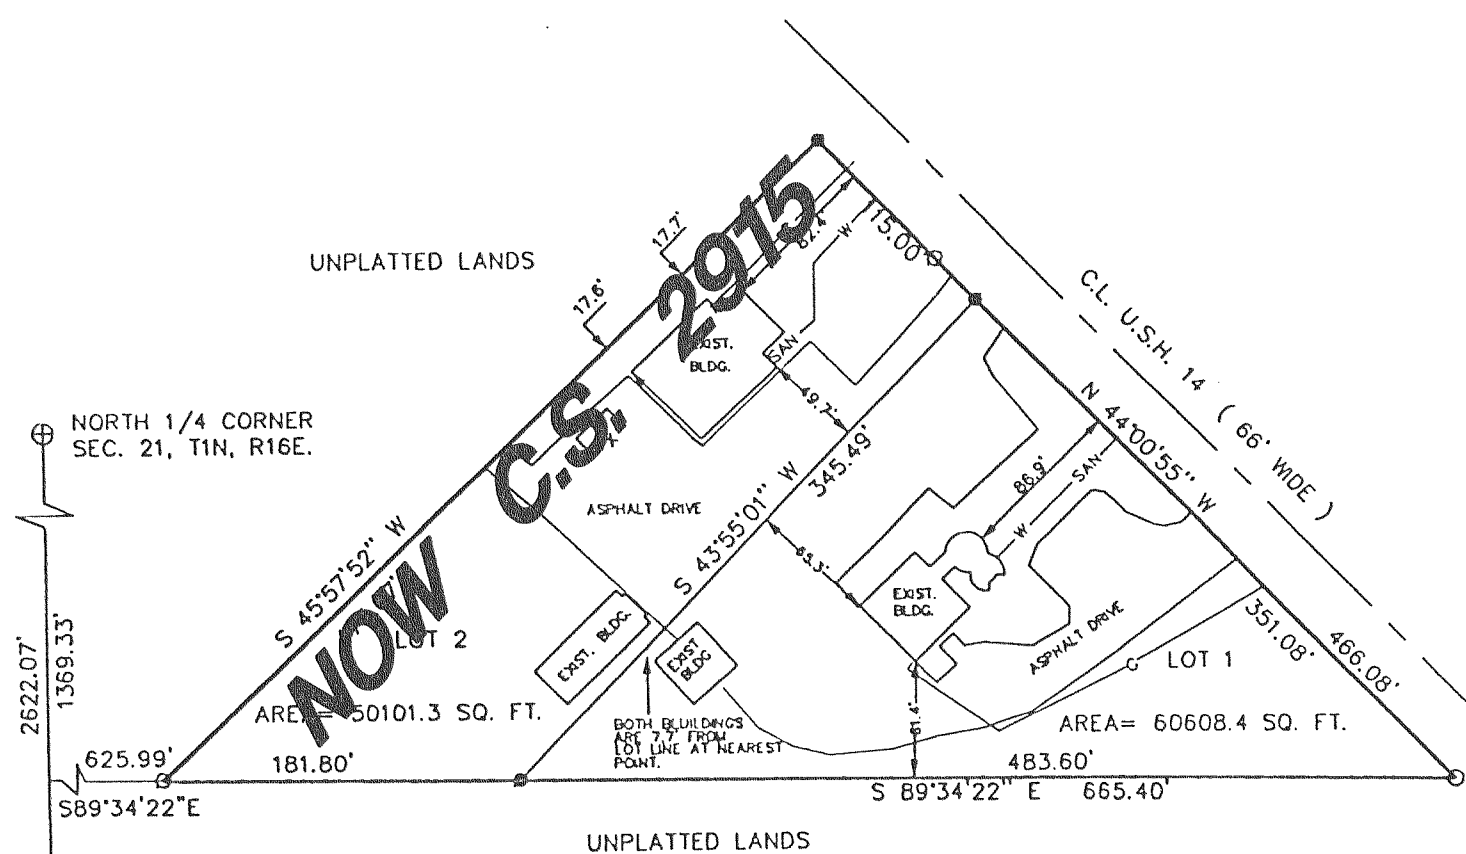 UNPLATTED LANDS
17.7'
17.6'
82.4'
W
115.00'
C.L. U.S.H. 14 ( 66' WIDE )
NOW C.S. 2975
EXIST.
BLDG.
SAN
49.7'
NORTH 1/4 CORNER
SEC. 21, T1N, R16E.
S 45°57'52" W
ASPHALT DRIVE
S 43°55'01" W
345.49'
N 44°00'55" W
86.9'
SAN
W
63.3'
EXIST.
BLDG.
ASPHALT DRIVE
2622.07'
1369.33'
LOT 2
EXIST. BLDG.
EXIST
BLDG
C
LOT 1
351.08'
466.08'
AREA= 50101.3 SQ. FT.
BOTH BLUILDINGS
ARE 7.7' FROM
LOT LINE AT NEAREST
POINT.
61.4'
AREA= 60608.4 SQ. FT.
625.99'
181.80'
483.60'
S89°34'22"E
S 89°34'22" E 665.40'
UNPLATTED LANDS